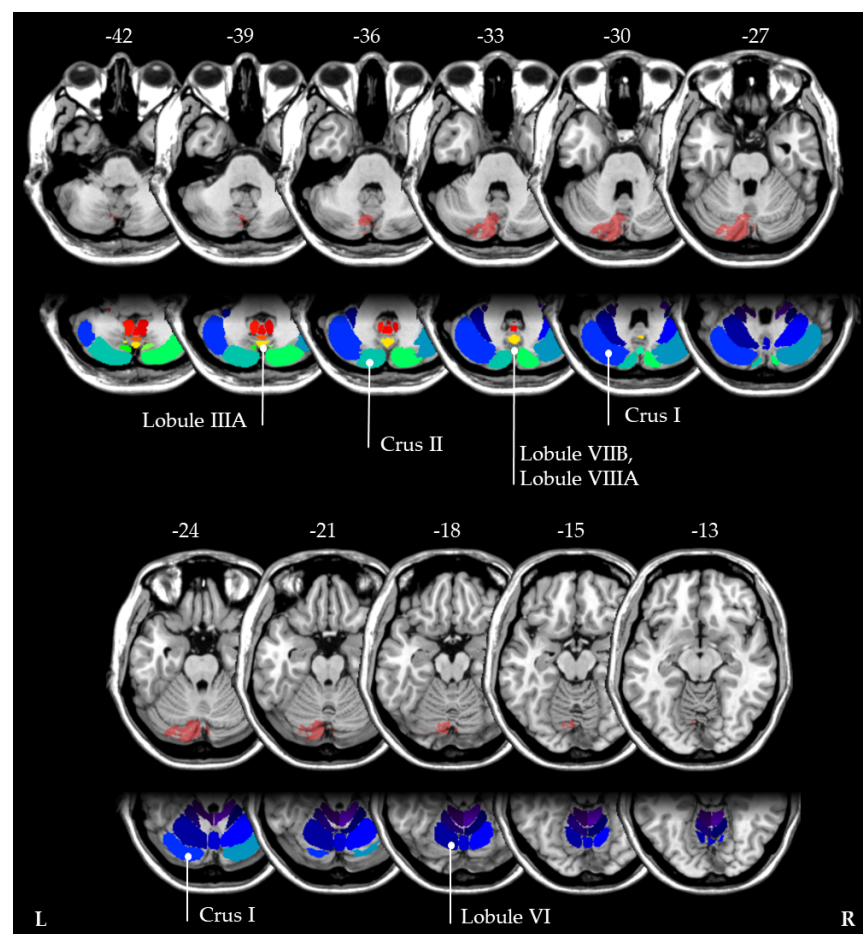 -42 -39 -36 -33 -30 -27
Lobule IIIA
Crus II
Crus I
Lobule VIIB,
Lobule VIIIA
-24 -21 -18 -15 -13
Crus I
Lobule VI
L R